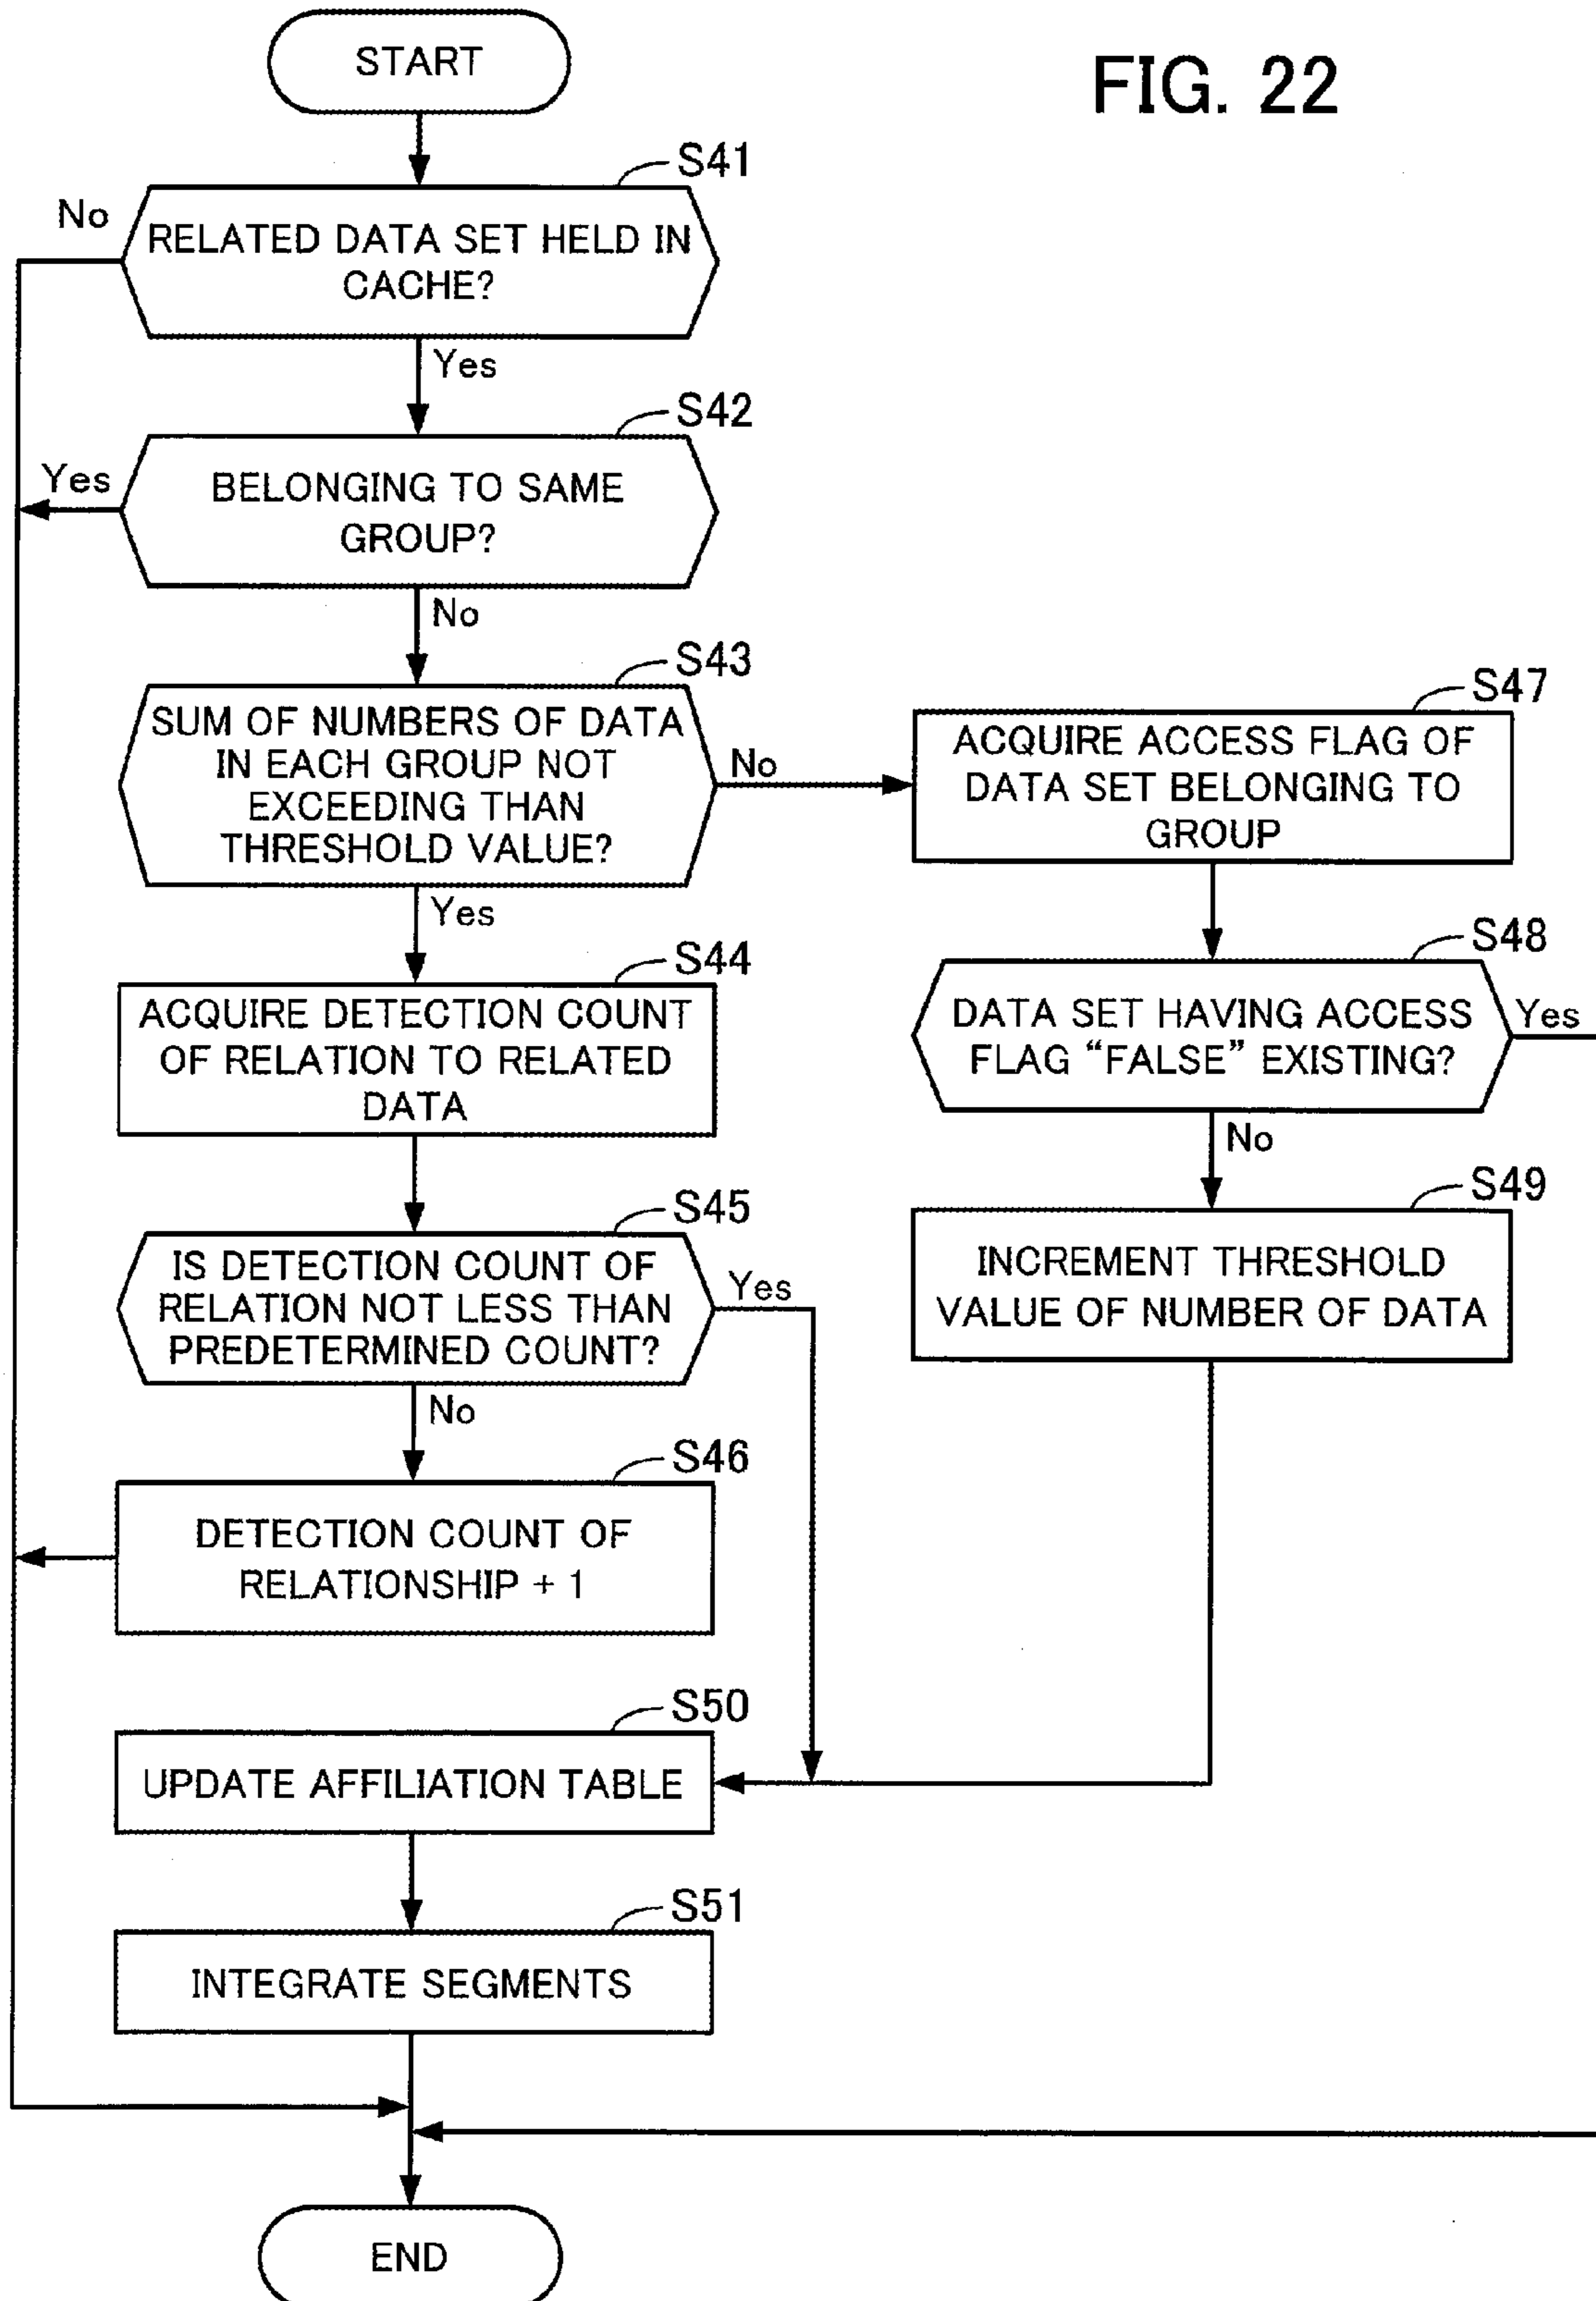 START
FIG. 22
S41
No
RELATED DATA SET HELD IN
CACHE?
Yes
S42
Yes
BELONGING TO SAME
GROUP?
No
S43
SUM OF NUMBERS OF DATA
IN EACH GROUP NOT
EXCEEDING THAN
THRESHOLD VALUE?
No
Yes
S47
ACQUIRE ACCESS FLAG OF
DATA SET BELONGING TO
GROUP
S44
ACQUIRE DETECTION COUNT
OF RELATION TO RELATED
DATA
S48
DATA SET HAVING ACCESS
FLAG “FALSE” EXISTING?
Yes
No
S45
IS DETECTION COUNT OF
RELATION NOT LESS THAN
PREDETERMINED COUNT?
Yes
No
S49
INCREMENT THRESHOLD
VALUE OF NUMBER OF DATA
S46
DETECTION COUNT OF
RELATIONSHIP + 1
S50
UPDATE AFFILIATION TABLE
S51
INTEGRATE SEGMENTS
END